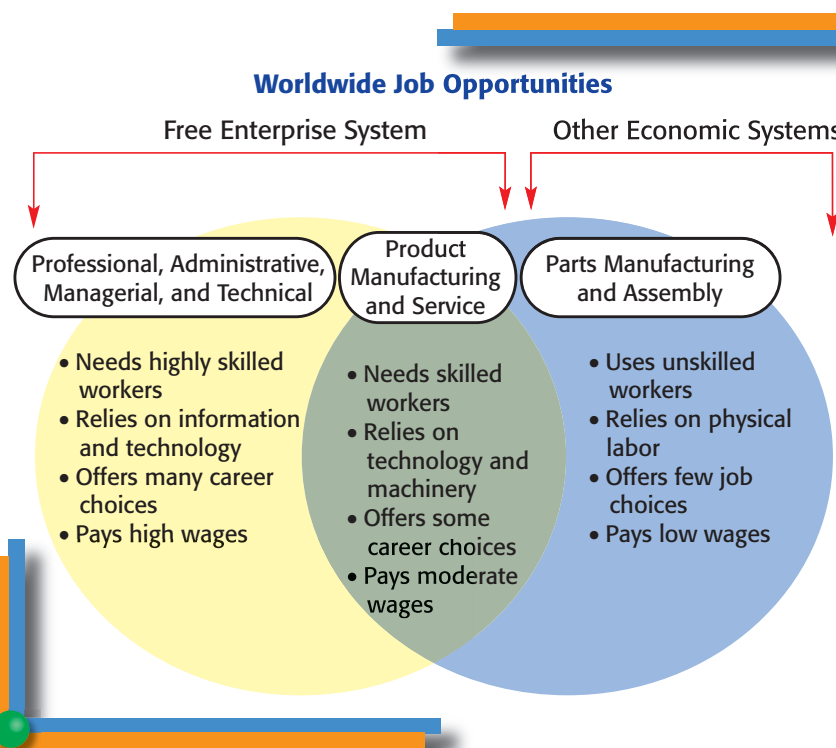 Worldwide Job Opportunities
Free Enterprise System
Other Economic Systems
Professional, Administrative,
Managerial, and Technical
• Needs highly skilled
workers
• Relies on information
and technology
• Offers many career
choices
• Pays high wages
Product
Manufacturing
and Service
• Needs skilled
workers
• Relies on
technology and
machinery
• Offers some
career choices
• Pays moderate
wages
Parts Manufacturing
and Assembly
• Uses unskilled
workers
• Relies on physical
labor
• Offers few job
choices
• Pays low wages